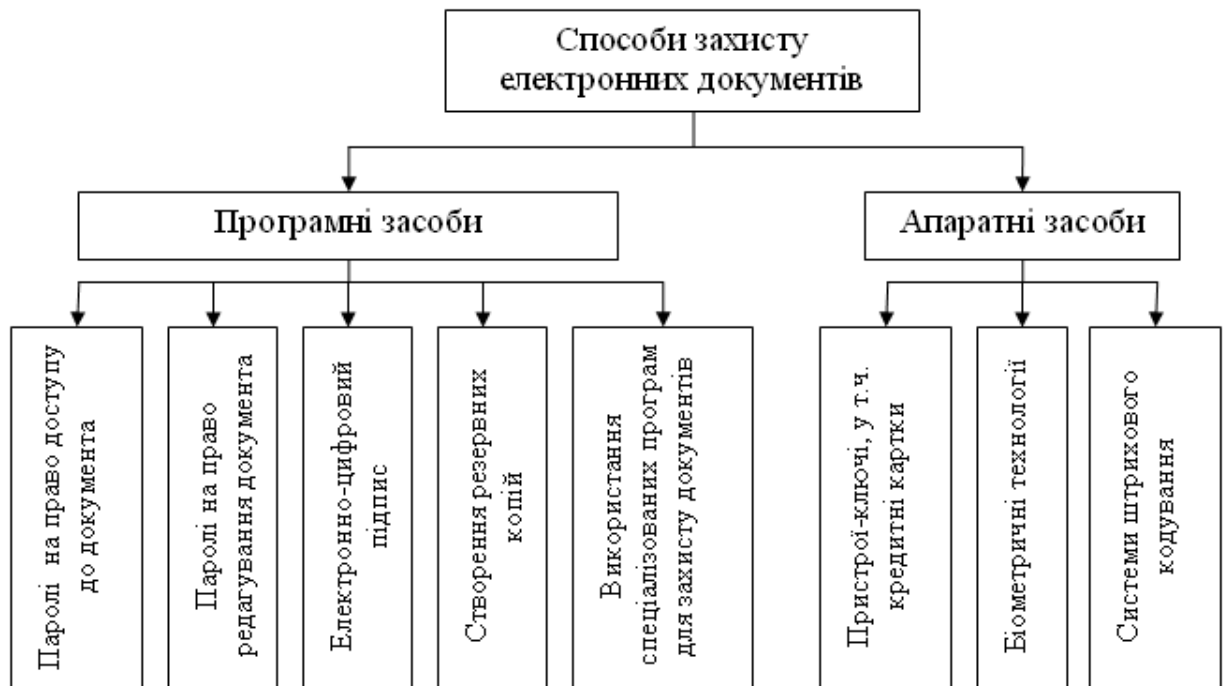 Способи захисту
електронних документів
Програмні засоби
Апаратні засоби
Паролі на право доступу
до документа
Паролі на право
редагування документа
Електронно-цифровий
підпис
Створення резервних
копій
Використання
спеціалізованих програм
для захисту документів
Пристрої-ключі, у т.ч.
кредитні картки
Біометричні технології
Системи штрихового
кодування